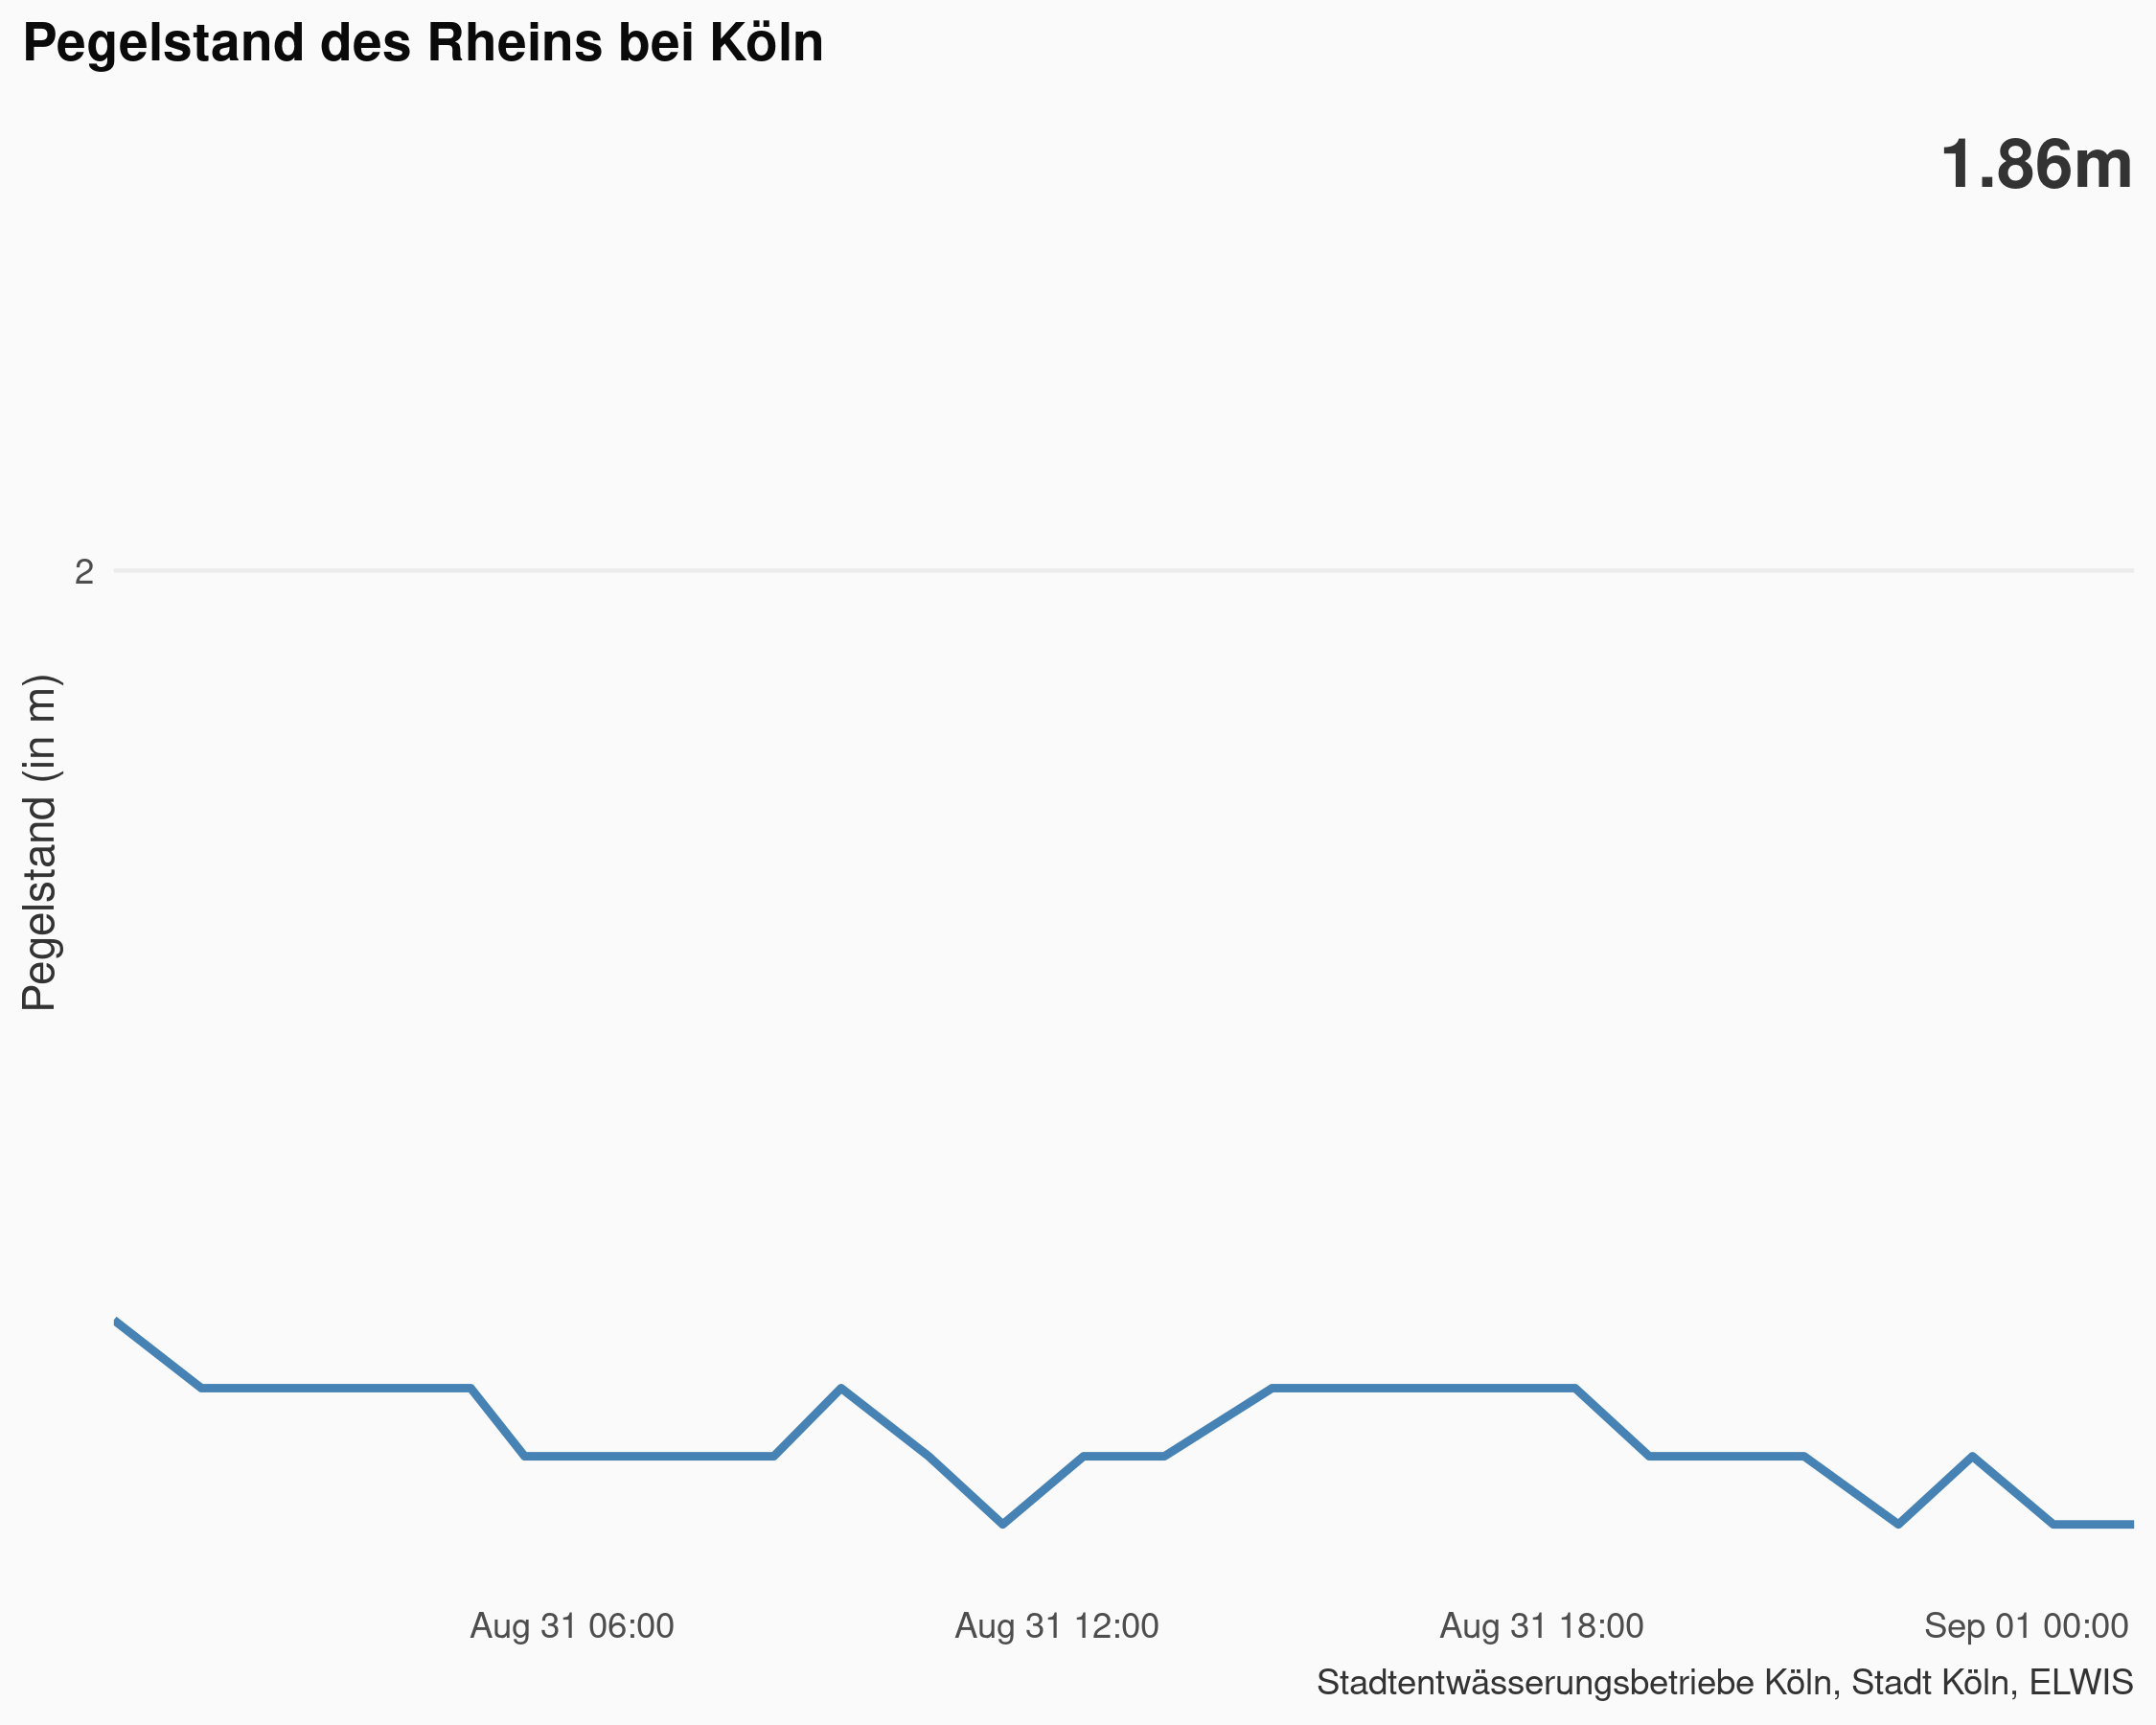 Pegelstand des Rheins bei Köln
1.86m
2
Pegelstand (in m)
Aug 31 06:00
Aug 31 12:00
Aug 31 18:00
Sep 01 00:00
Stadtentwässerungsbetriebe Köln, Stadt Köln, ELWIS